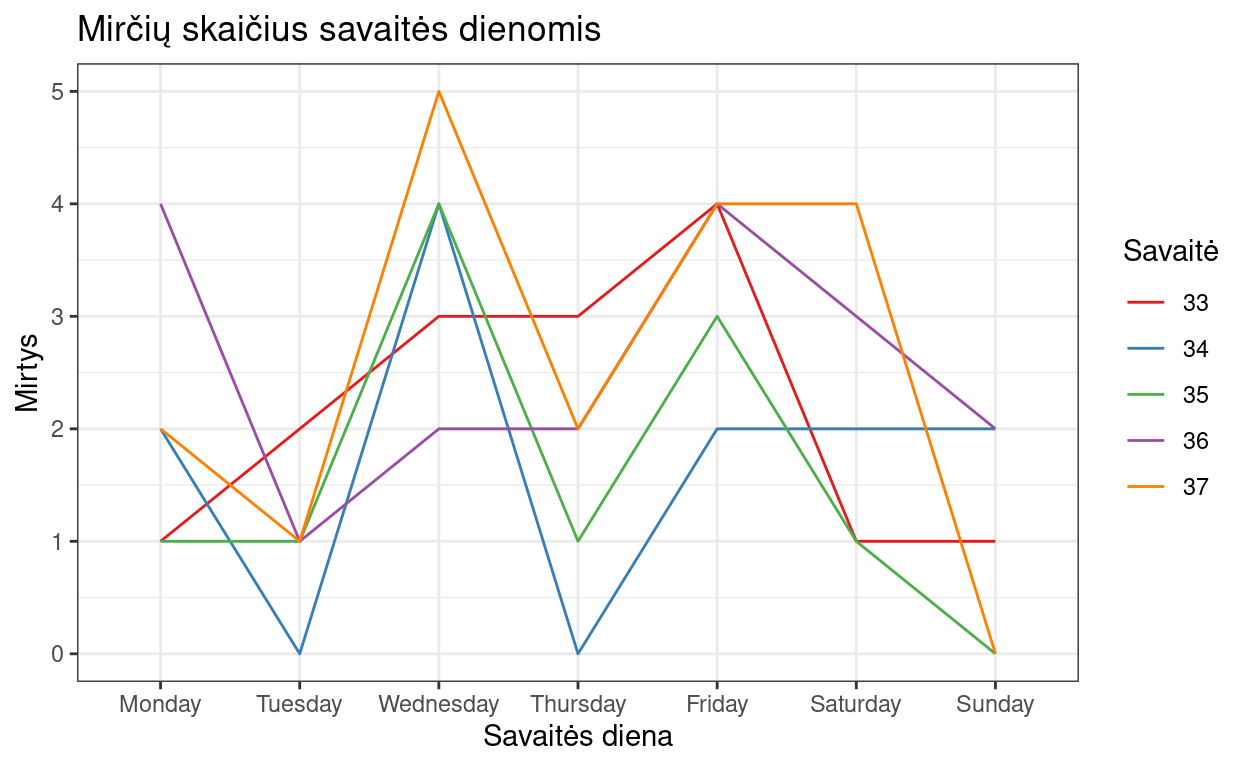 Mirčių skaičius savaitės dienomis
5
4
3
2
1
0
Mirtys
Monday Tuesday Wednesday Thursday Friday Saturday Sunday
Savaitės diena
Savaitė
33
34
35
36
37